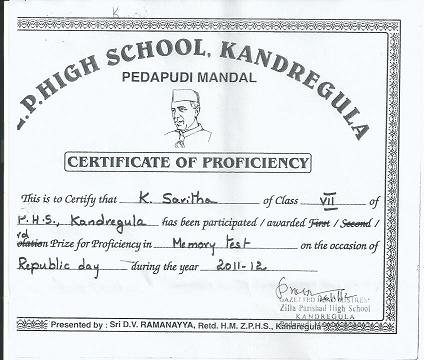 K
.P.HIGH SCHOOL, KANDREGULA
PEDAPUDI MANDAL
CERTIFICATE OF PROFICIENCY
This is to Certify that K. Saritha of Class VII of
P.H.S., Kandregula has been participated / awarded First / Second /
rd Prize for Proficiency in Memory test on the occasion of
Republic day during the year 2011-12
GAZETTED
Zilla Parishad High School
KANDREGULA
Presented by : Sri D.V. RAMANAYYA, Retd. H.M. Z.P.H.S., Kandregula